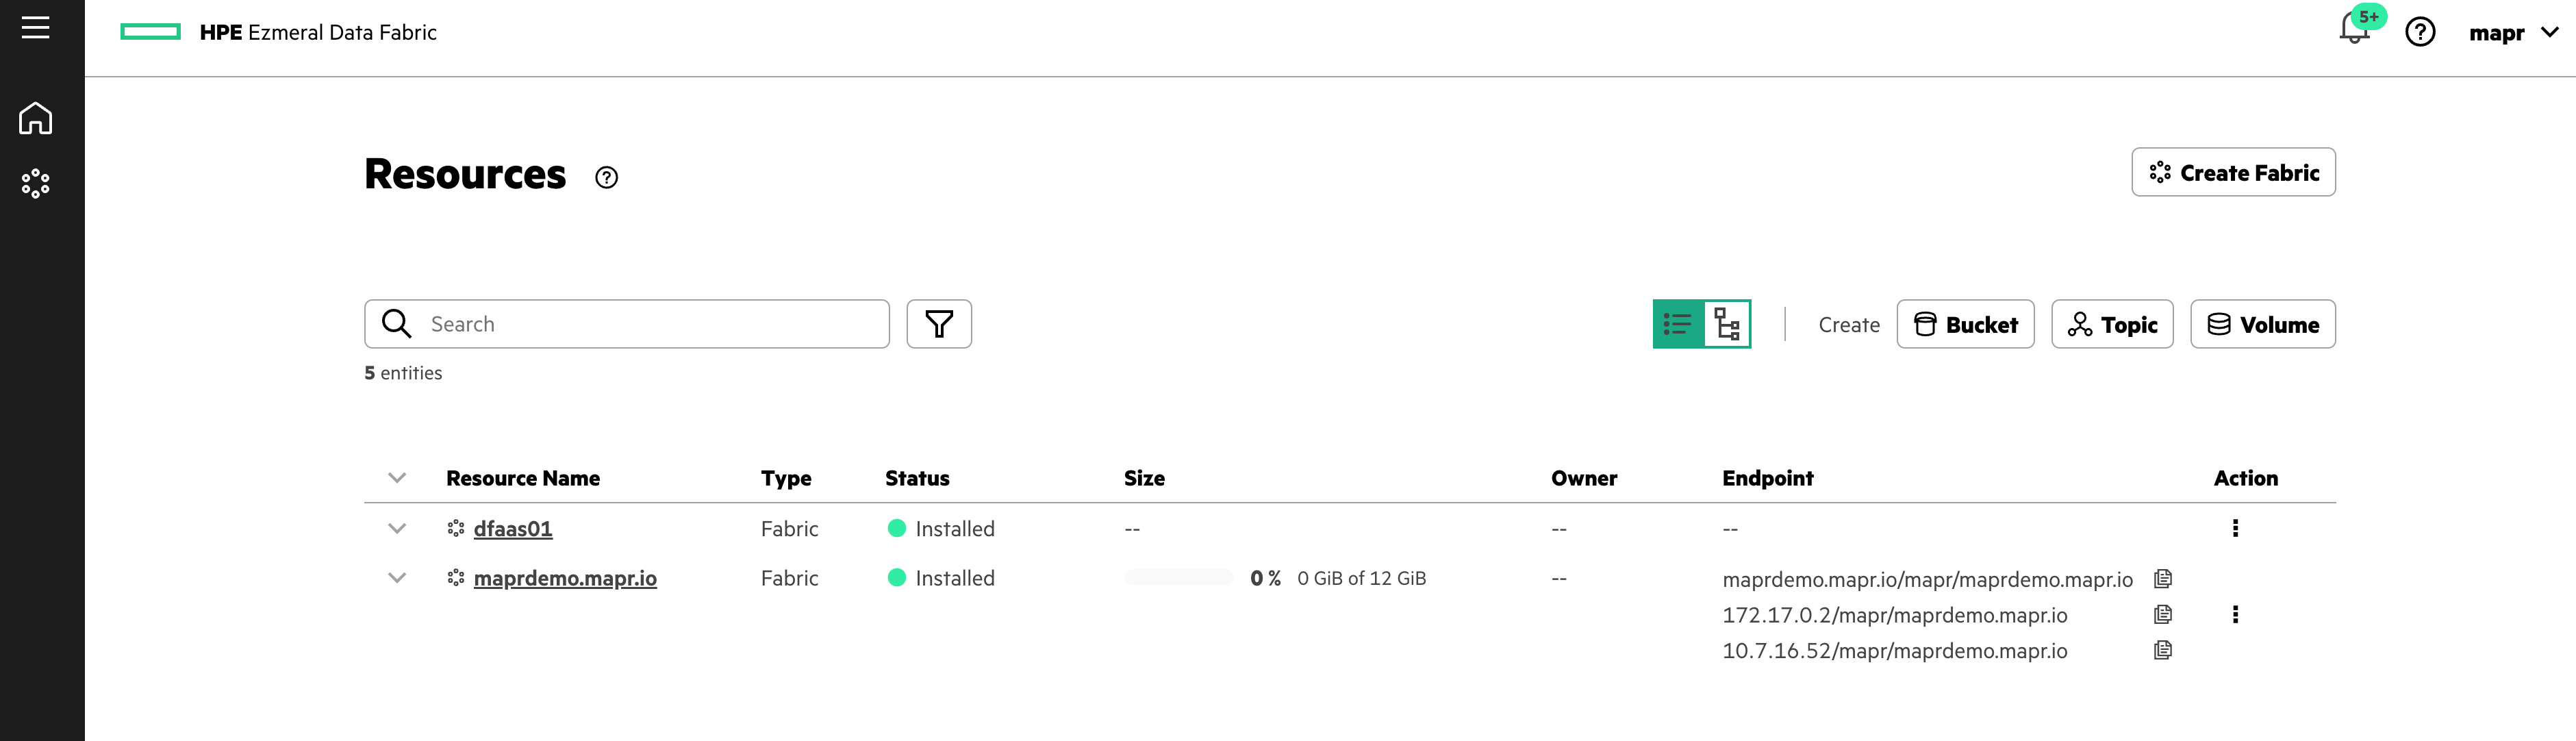 HPE Ezmeral Data Fabric
5+
mapr
Resources
Create Fabric
Search
5 entities
Create
Bucket
Topic
Volume
Resource Name Type Status Size Owner Endpoint Action
dfaas01 Fabric Installed -- -- --
maprdemo.mapr.io Fabric Installed 0 % 0 GiB of 12 GiB -- maprdemo.mapr.io/mapr/maprdemo.mapr.io
172.17.0.2/mapr/maprdemo.mapr.io
10.7.16.52/mapr/maprdemo.mapr.io